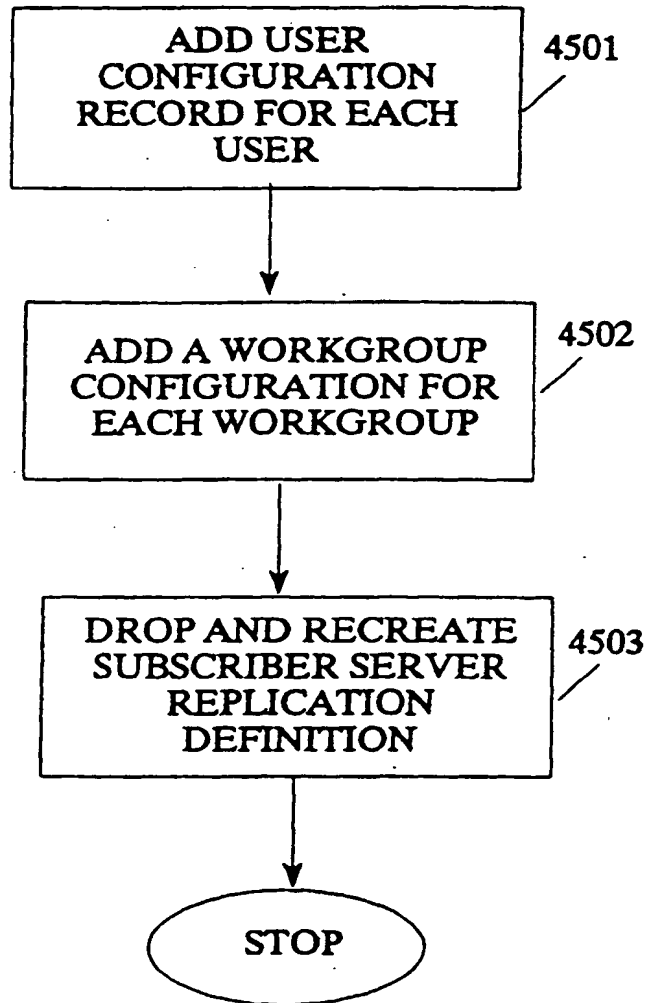 ADD USER
CONFIGURATION
RECORD FOR EACH
USER
4501
ADD A WORKGROUP
CONFIGURATION FOR
EACH WORKGROUP
4502
DROP AND RECREATE
SUBSCRIBER SERVER
REPLICATION
DEFINITION
4503
STOP